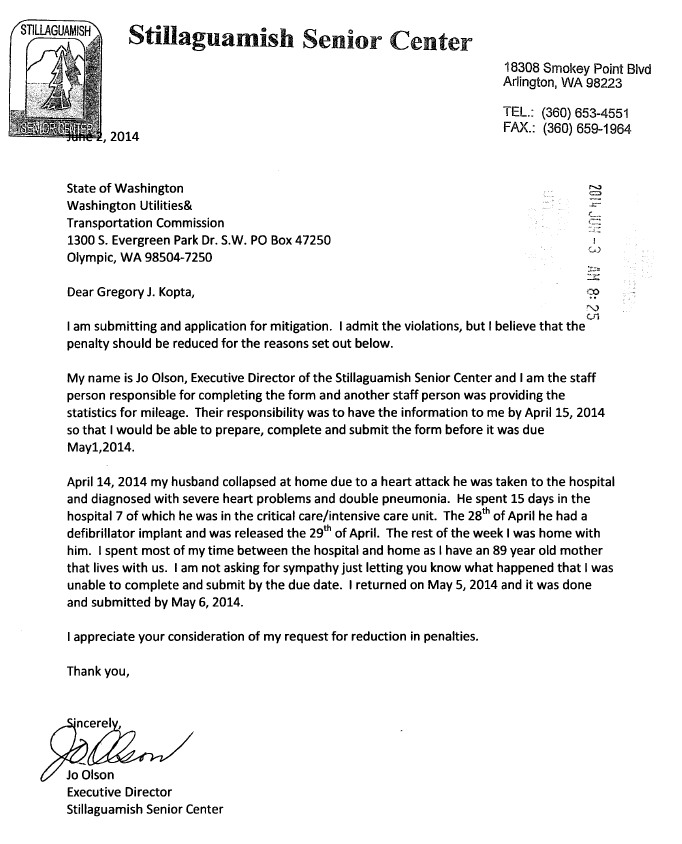 STILLAGUAMISH
SENIOR CENTER
Stillaguamish Senior Center
18308 Smokey Point Blvd
Arlington, WA 98223
TEL.: (360) 653-4551
FAX.: (360) 659-1964
June 2, 2014
State of Washington
Washington Utilities&
Transportation Commission
1300 S. Evergreen Park Dr. S.W. PO Box 47250
Olympic, WA 98504-7250
2014 JUN -3 AM 8:25
Dear Gregory J. Kopta,
I am submitting and application for mitigation. I admit the violations, but I believe that the
penalty should be reduced for the reasons set out below.
My name is Jo Olson, Executive Director of the Stillaguamish Senior Center and I am the staff
person responsible for completing the form and another staff person was providing the
statistics for mileage. Their responsibility was to have the information to me by April 15, 2014
so that I would be able to prepare, complete and submit the form before it was due
May1,2014.
April 14, 2014 my husband collapsed at home due to a heart attack he was taken to the hospital
and diagnosed with severe heart problems and double pneumonia. He spent 15 days in the
hospital 7 of which he was in the critical care/intensive care unit. The 28th of April he had a
defibrillator implant and was released the 29th of April. The rest of the week I was home with
him. I spent most of my time between the hospital and home as I have an 89 year old mother
that lives with us. I am not asking for sympathy just letting you know what happened that I was
unable to complete and submit by the due date. I returned on May 5, 2014 and it was done
and submitted by May 6, 2014.
I appreciate your consideration of my request for reduction in penalties.
Thank you,
Sincerely,
Jo Olson
Jo Olson
Executive Director
Stillaguamish Senior Center